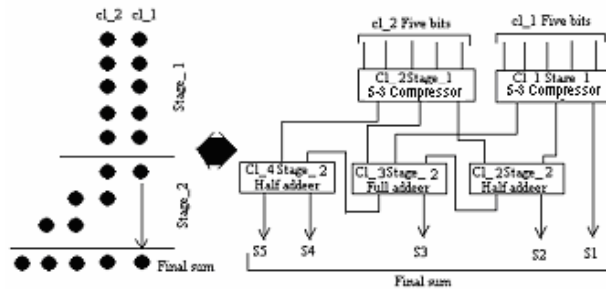 cl_2 cl_1
Stage_1
Stage_2
Final sum
cl_2 Five bits
cl_1 Five bits
Cl_2Stage_1
5-3 Compressor
Cl_1 Stage_1
5-3 Compressor
Cl_4 Stage_2
Half addeer
Cl_3Stage_2
Full addeer
Cl_2Stage_2
Half addeer
S5
S4
S3
S2
S1
Final sum